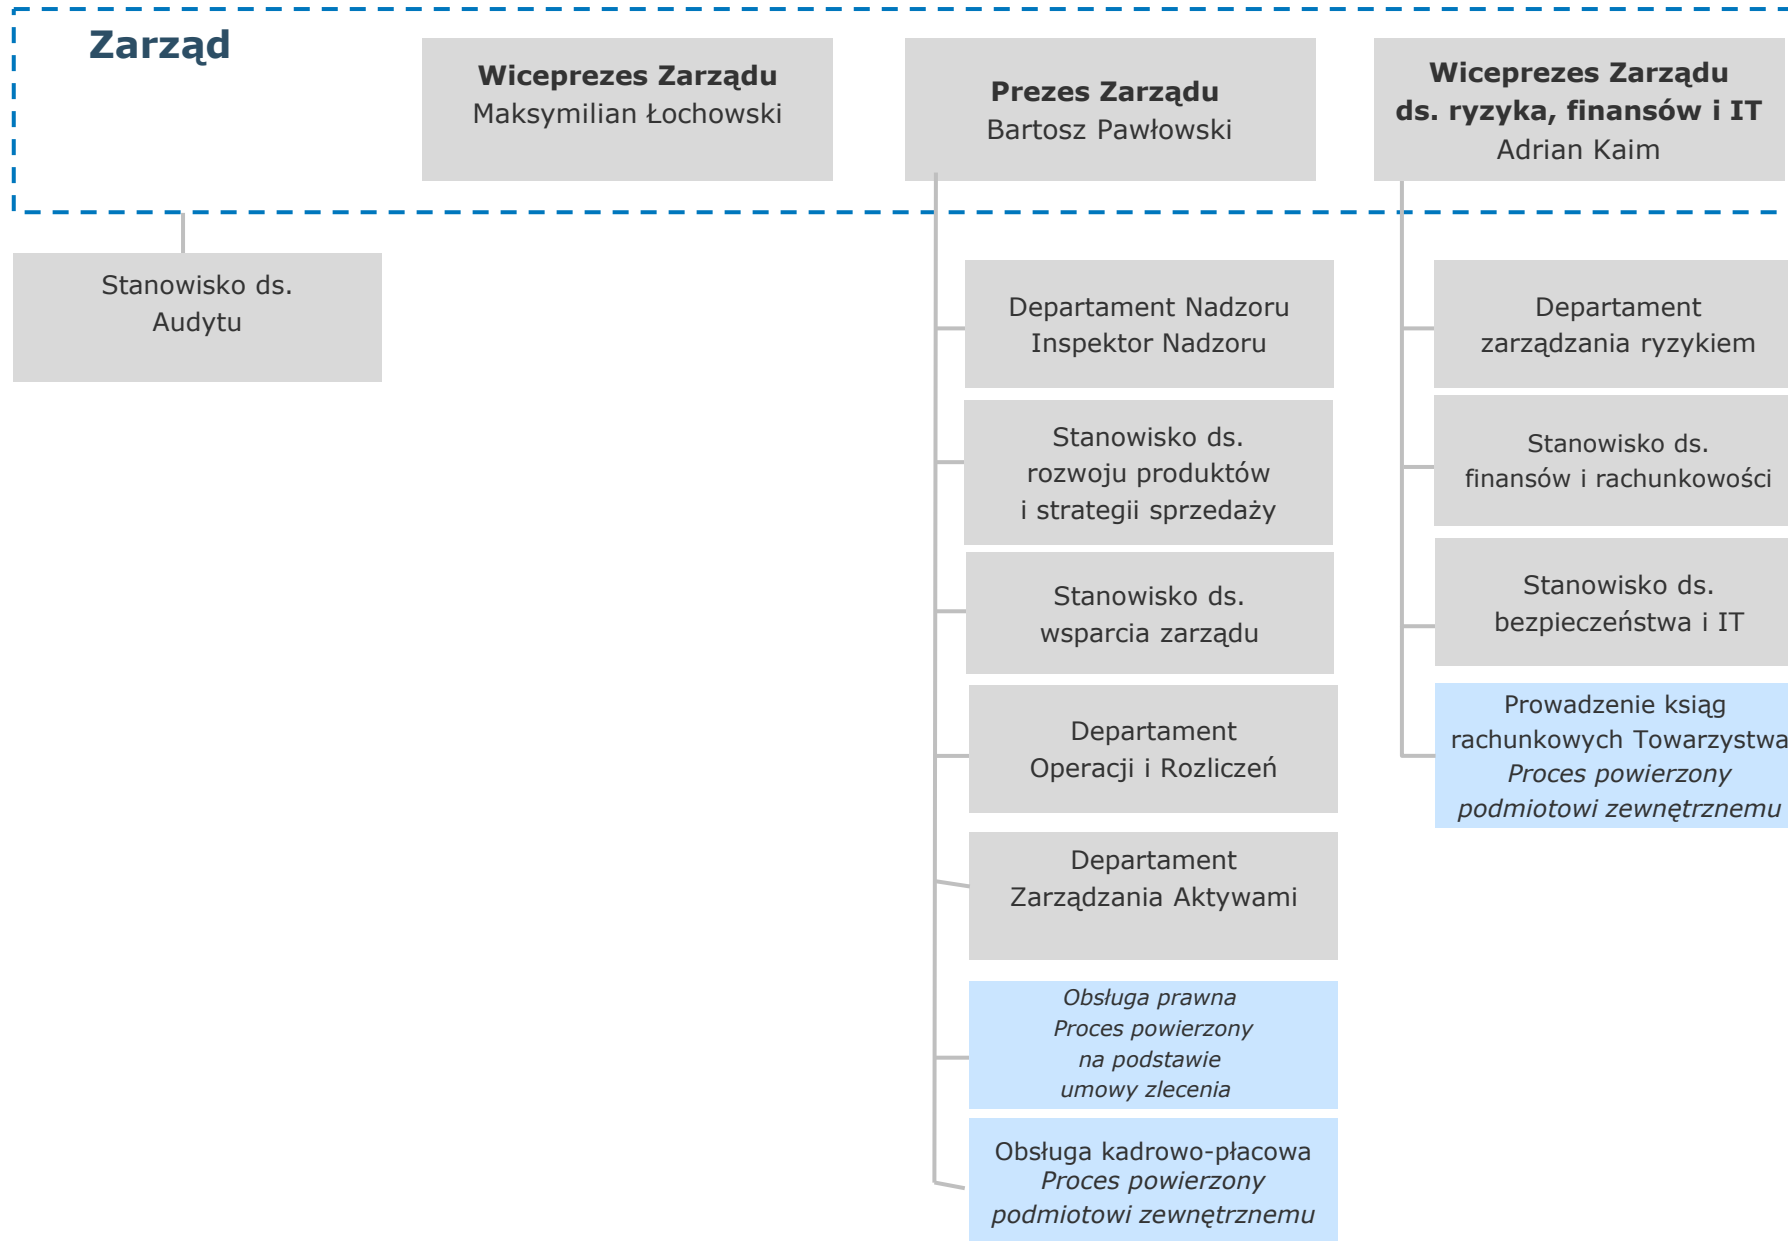 Zarząd
Wiceprezes Zarządu
Maksymilian Łochowski
Prezes Zarządu
Bartosz Pawłowski
Wiceprezes Zarządu
ds. ryzyka, finansów i IT
Adrian Kaim
Stanowisko ds.
Audytu
Departament Nadzoru
Inspektor Nadzoru
Stanowisko ds.
rozwoju produktów
i strategii sprzedaży
Stanowisko ds.
wsparcia zarządu
Departament
Operacji i Rozliczeń
Departament
Zarządzania Aktywami
Obsługa prawna
Proces powierzony
na podstawie
umowy zlecenia
Obsługa kadrowo-płacowa
Proces powierzony
podmiotowi zewnętrznemu
Departament
zarządzania ryzykiem
Stanowisko ds.
finansów i rachunkowości
Stanowisko ds.
bezpieczeństwa i IT
Prowadzenie ksiąg
rachunkowych Towarzystwa
Proces powierzony
podmiotowi zewnętrznemu